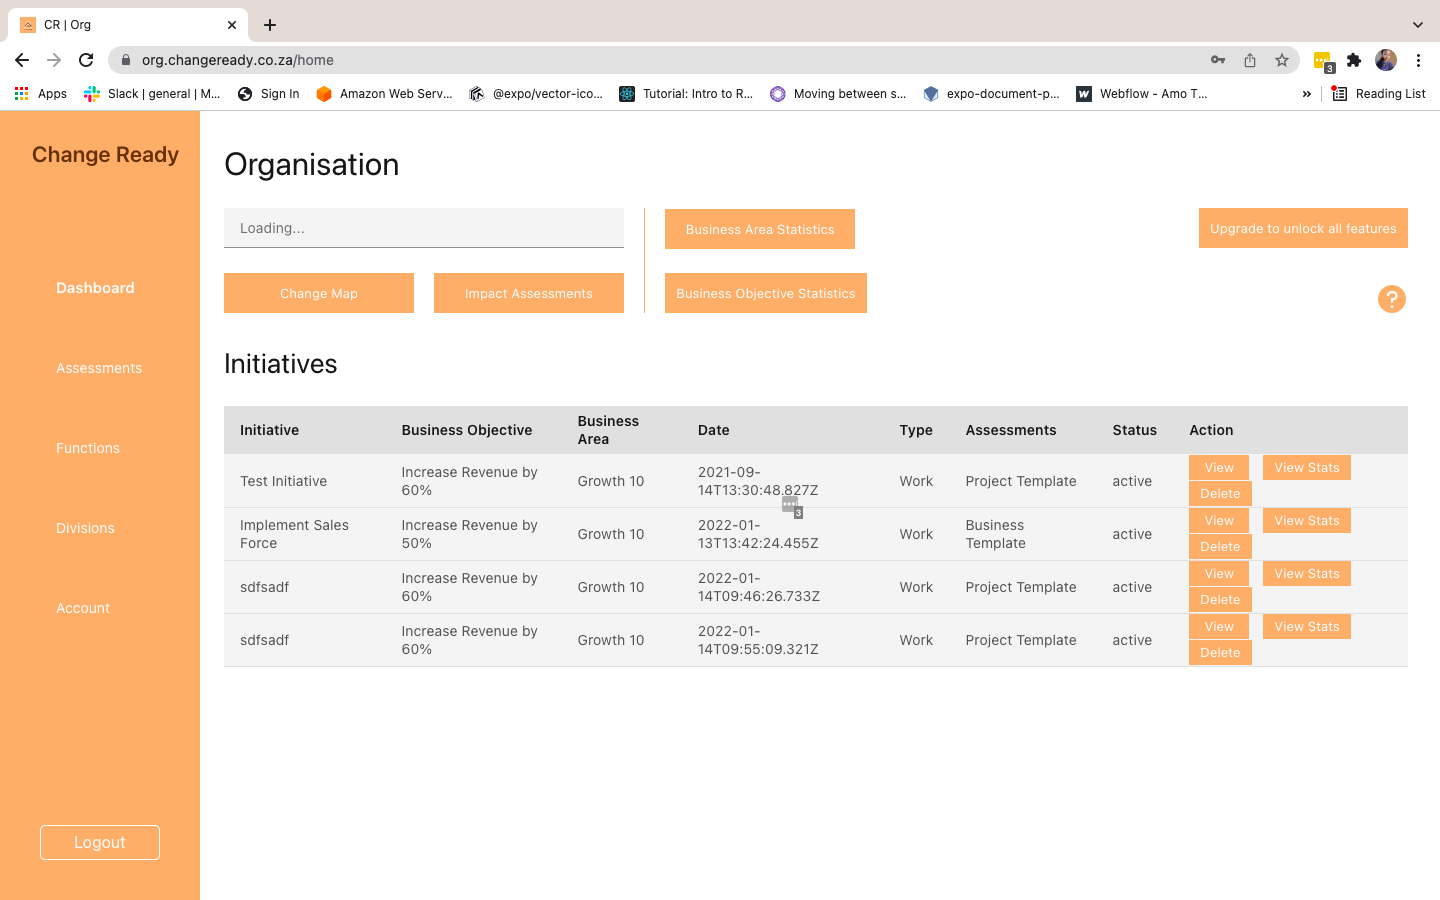 CR | Org
org.changeready.co.za/home
3
Apps
Slack | general | M...
Sign In
Amazon Web Serv...
@expo/vector-ico...
Tutorial: Intro to R...
Moving between s...
expo-document-p...
Webflow - Amo T...
»
Reading List
Change Ready
Dashboard
Assessments
Functions
Divisions
Account
Logout
Organisation
Loading...
Business Area Statistics
Upgrade to unlock all features
Change Map
Impact Assessments
Business Objective Statistics
?
Initiatives
Initiative
Business Objective
Business
Area
Date
Type
Assessments
Status
Action
Test Initiative
Increase Revenue by
60%
Growth 10
2021-09-
14T13:30:48.827Z
Work
Project Template
active
View
View Stats
Delete
3
Implement Sales
Force
Increase Revenue by
50%
Growth 10
2022-01-
13T13:42:24.455Z
Work
Business
Template
active
View
View Stats
Delete
sdfsadf
Increase Revenue by
60%
Growth 10
2022-01-
14T09:46:26.733Z
Work
Project Template
active
View
View Stats
Delete
sdfsadf
Increase Revenue by
60%
Growth 10
2022-01-
14T09:55:09.321Z
Work
Project Template
active
View
View Stats
Delete